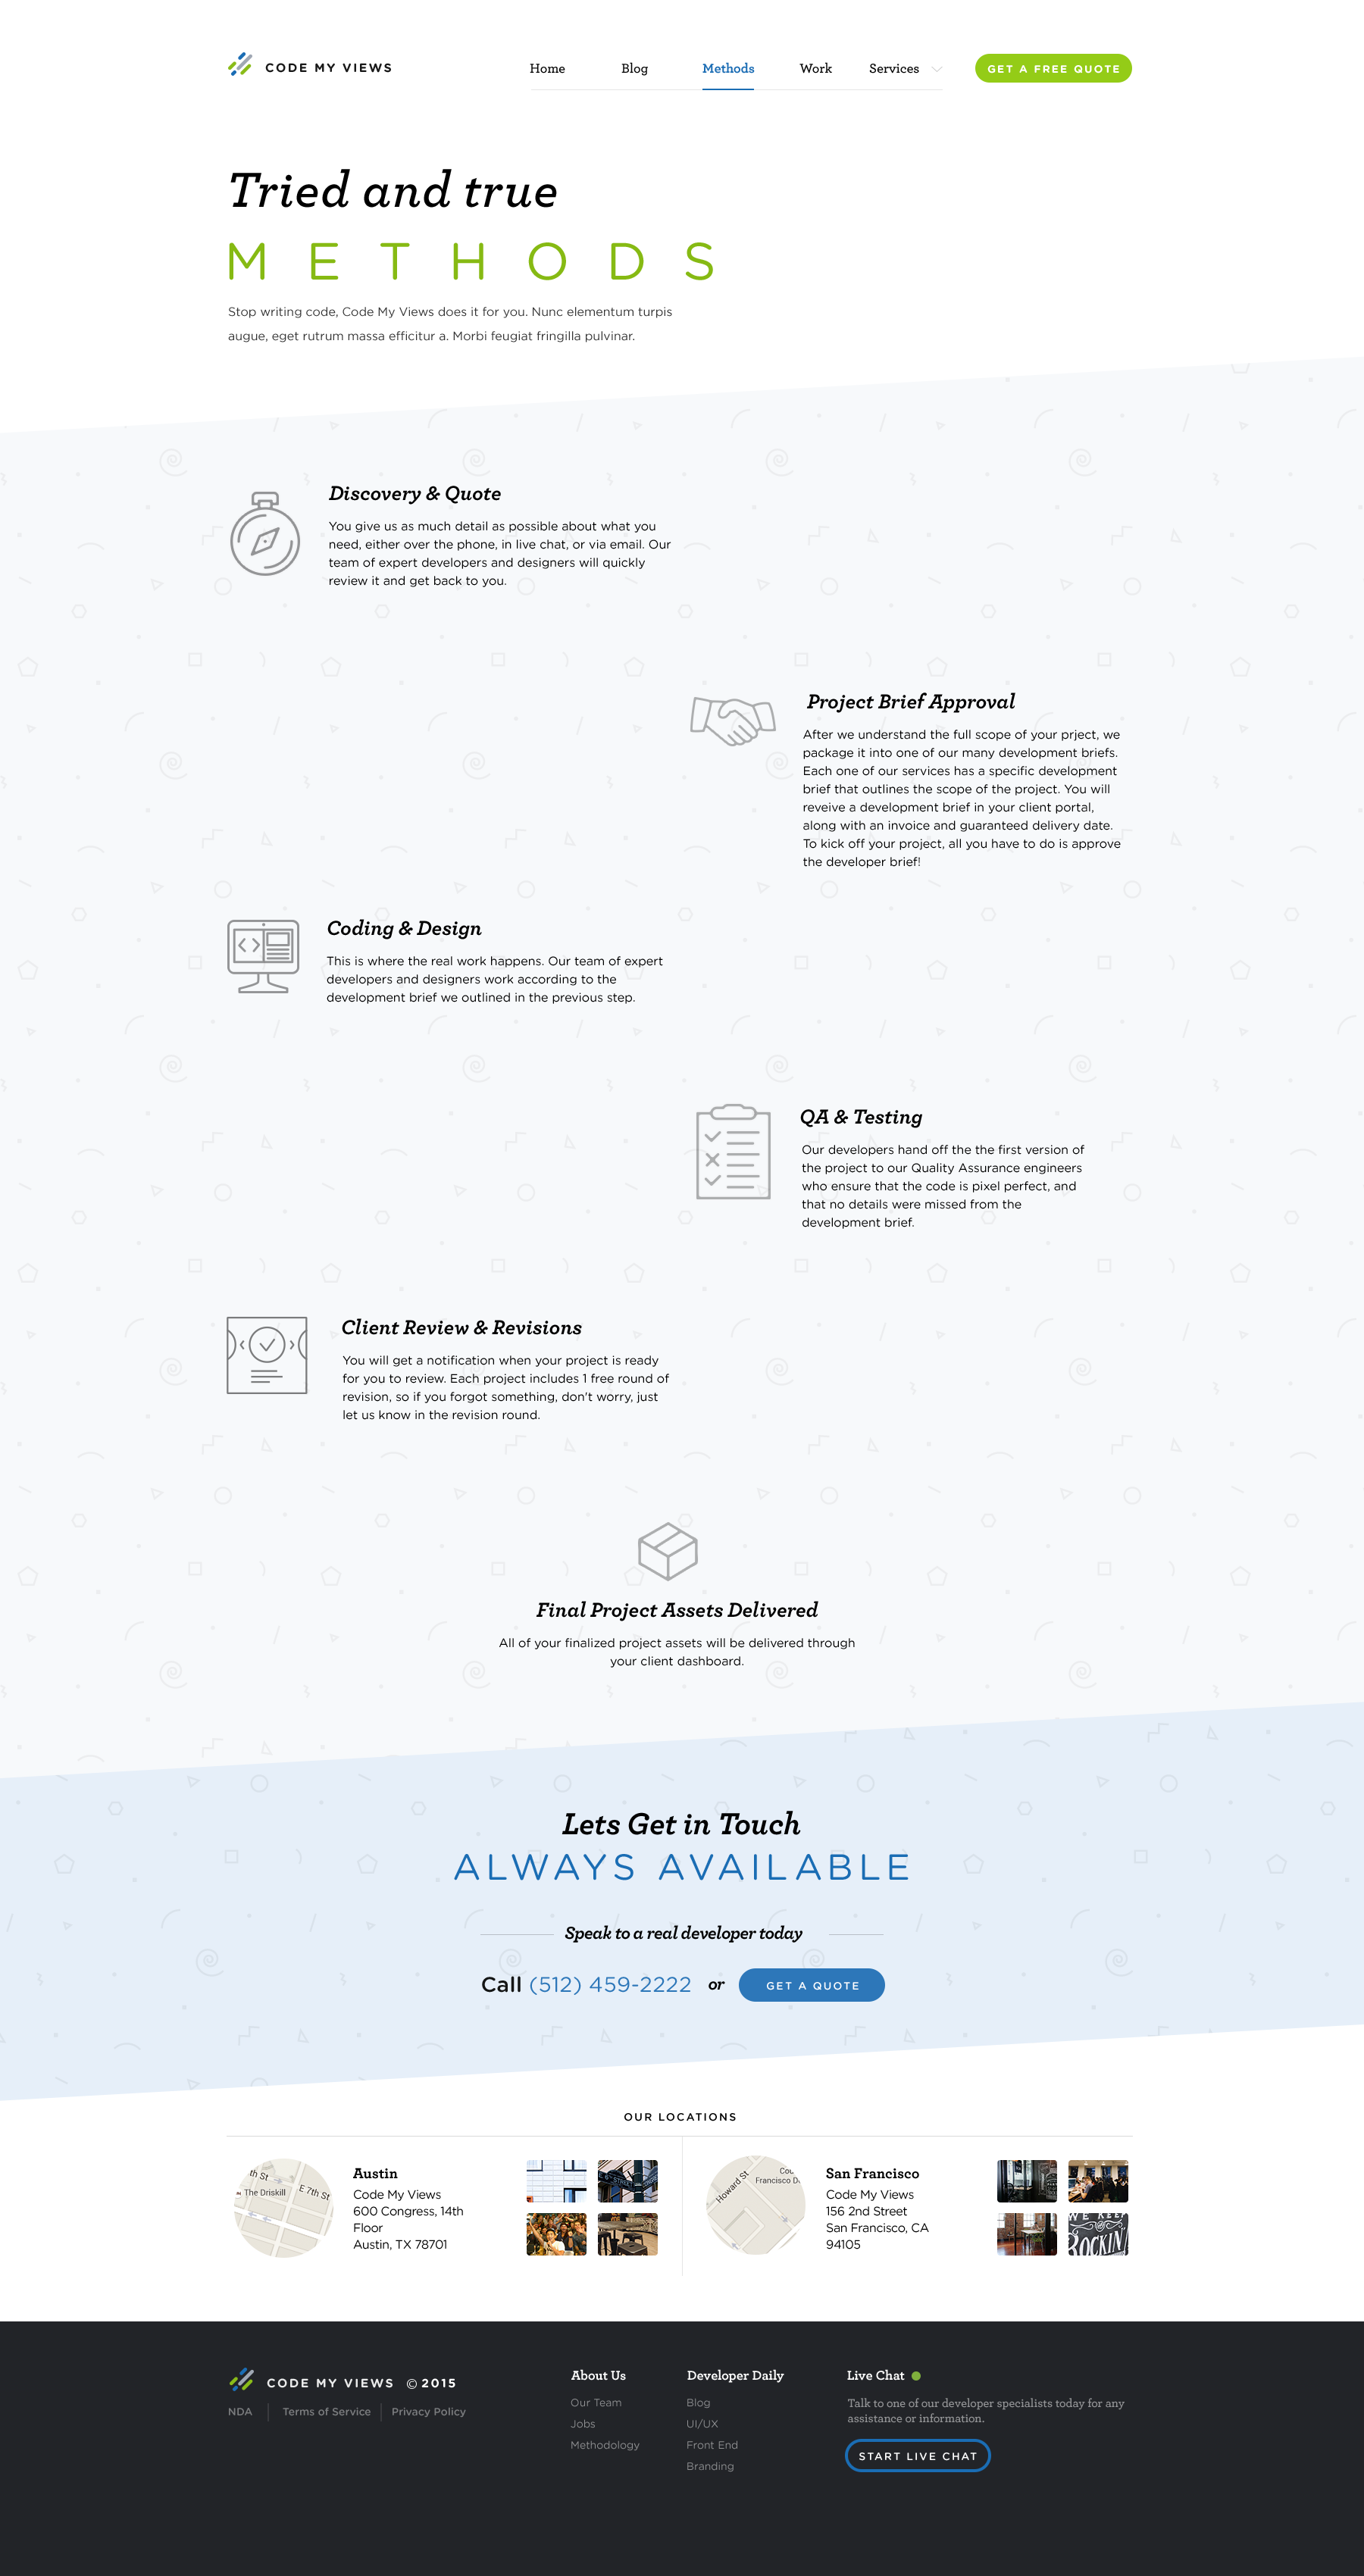 CODE MY VIEWS
Home Blog Methods Work Services GET A FREE QUOTE
Tried and true
METHODS
Stop writing code, Code My Views does it for you. Nunc elementum turpis
augue, eget rutrum massa efficitur a. Morbi feugiat fringilla pulvinar.
Discovery & Quote
You give us as much detail as possible about what you
need, either over the phone, in live chat, or via email. Our
team of expert developers and designers will quickly
review it and get back to you.
Project Brief Approval
After we understand the full scope of your prject, we
package it into one of our many development briefs.
Each one of our services has a specific development
brief that outlines the scope of the project. You will
reveive a development brief in your client portal,
along with an invoice and guaranteed delivery date.
To kick off your project, all you have to do is approve
the developer brief!
Coding & Design
This is where the real work happens. Our team of expert
developers and designers work according to the
development brief we outlined in the previous step.
QA & Testing
Our developers hand off the the first version of
the project to our Quality Assurance engineers
who ensure that the code is pixel perfect, and
that no details were missed from the
development brief.
Client Review & Revisions
You will get a notification when your project is ready
for you to review. Each project includes 1 free round of
revision, so if you forgot something, don't worry, just
let us know in the revision round.
Final Project Assets Delivered
All of your finalized project assets will be delivered through
your client dashboard.
Lets Get in Touch
ALWAYS AVAILABLE
Speak to a real developer today
Call (512) 459-2222 or GET A QUOTE
OUR LOCATIONS
th St
The Driskill
E 7th St
Austin
Code My Views
600 Congress, 14th
Floor
Austin, TX 78701
Howard St
Francisco
San Francisco
Code My Views
156 2nd Street
San Francisco, CA
94105
WE KEEP
ROCKIN'
CODE MY VIEWS © 2015
NDA Terms of Service Privacy Policy
About Us
Our Team
Jobs
Methodology
Developer Daily
Blog
UI/UX
Front End
Branding
Live Chat
Talk to one of our developer specialists today for any
assistance or information.
START LIVE CHAT